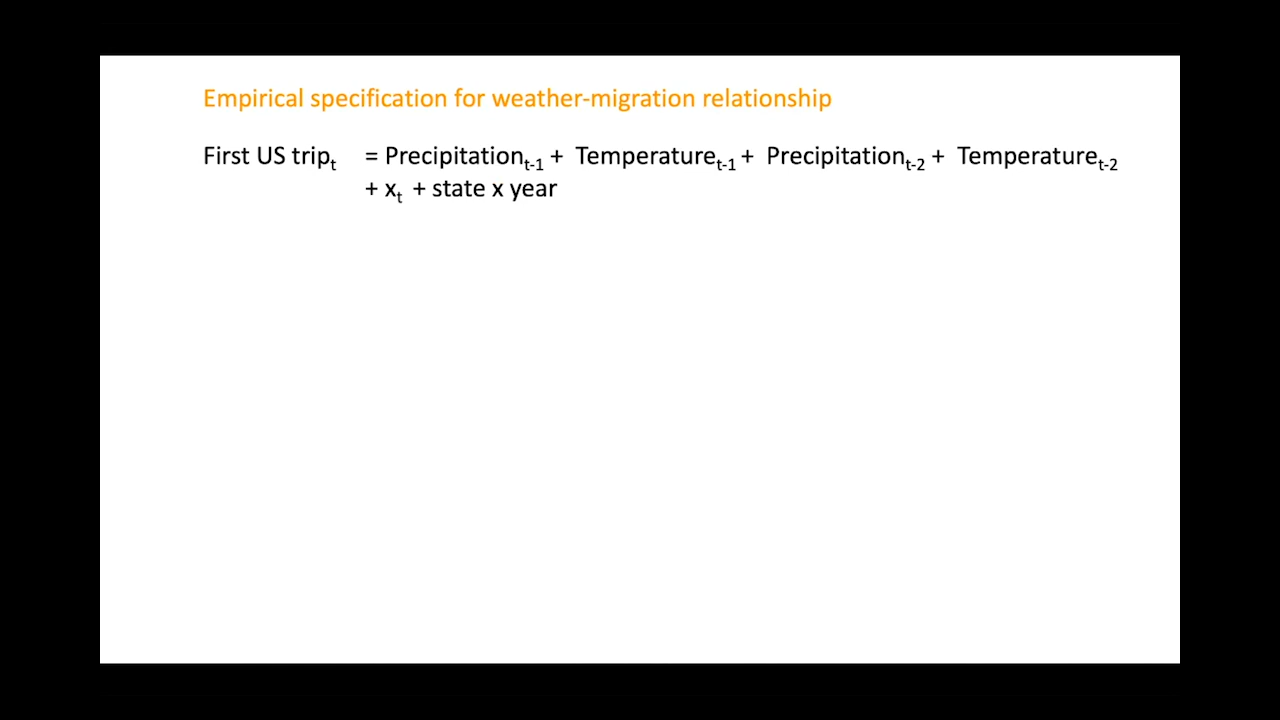 Empirical specification for weather-migration relationship
First US trip_t = Precipitation_t-1 + Temperature_t-1 + Precipitation_t-2 + Temperature_t-2
+ x_t + state x year